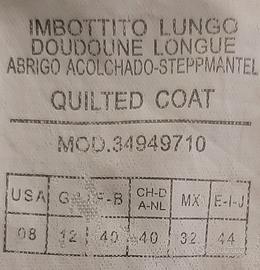 IMBOTTITO LUNGO
DOUDOUNE LONGUE
ABRIGO ACOLCHADO-STEPPMANTEL
QUILTED COAT
MOD.34949710
USA G F-B CH-D A-NL MX E-I-J
08 12 40 40 32 44